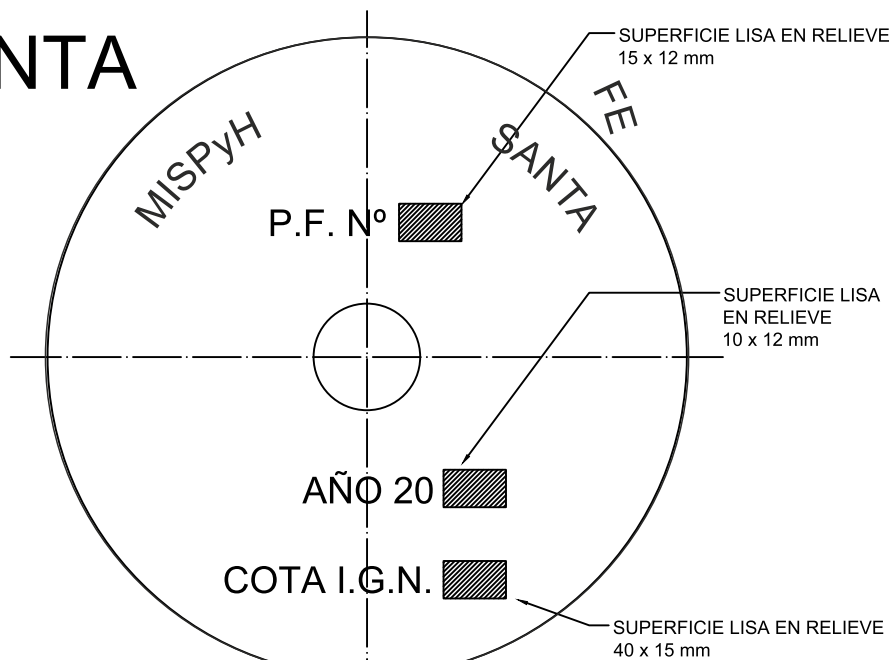 NTA
SUPERFICIE LISA EN RELIEVE
15 x 12 mm
MISPyH
SANTA
FE
P.F. Nº
SUPERFICIE LISA
EN RELIEVE
10 x 12 mm
AÑO 20
COTA I.G.N.
SUPERFICIE LISA EN RELIEVE
40 x 15 mm